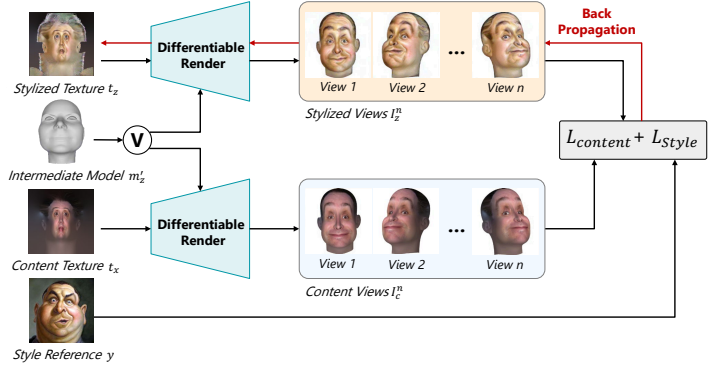 Back
Propagation
Differentiable
Render
View 1
View 2
...
View n
Stylized Texture t_z
Stylized Views I_z^n
V
L_content + L_Style
Intermediate Model m'_z
Differentiable
Render
View 1
View 2
...
View n
Content Texture t_x
Content Views I_c^n
Style Reference y